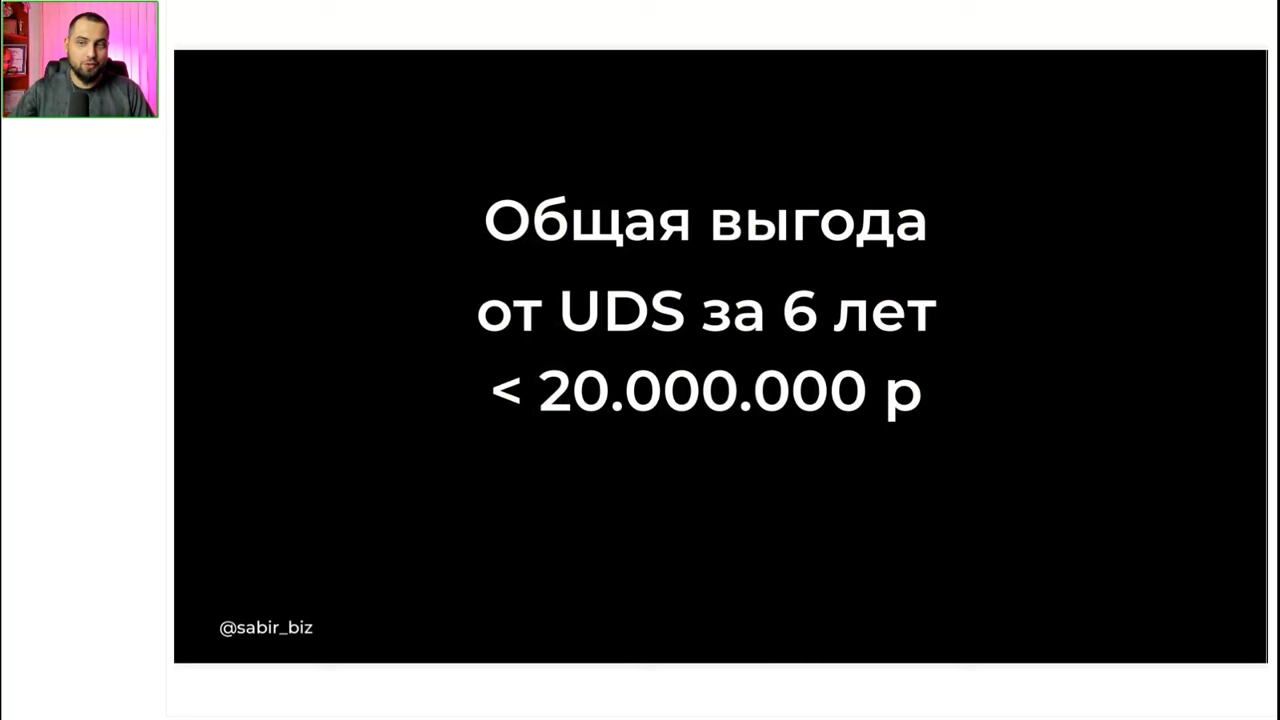 Общая выгода
от UDS за 6 лет
< 20.000.000 р
@sabir_biz